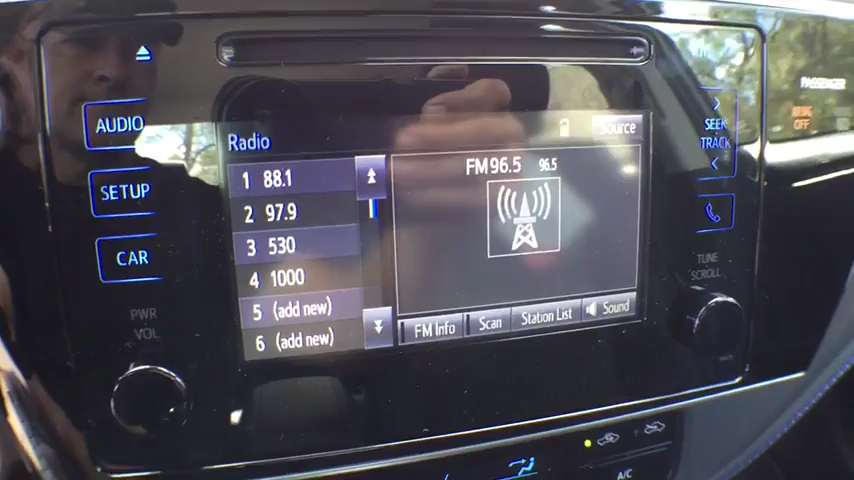 AUDIO
SETUP
CAR
PWR
VOL
Radio
Source
1 88.1
2 97.9
3 530
4 1000
5 (add new)
6 (add new)
FM 96.5 96.5
FM Info
Scan
Station List
Sound
SEEK
TRACK
TUNE
SCROLL
PASSENGER
OFF
A/C